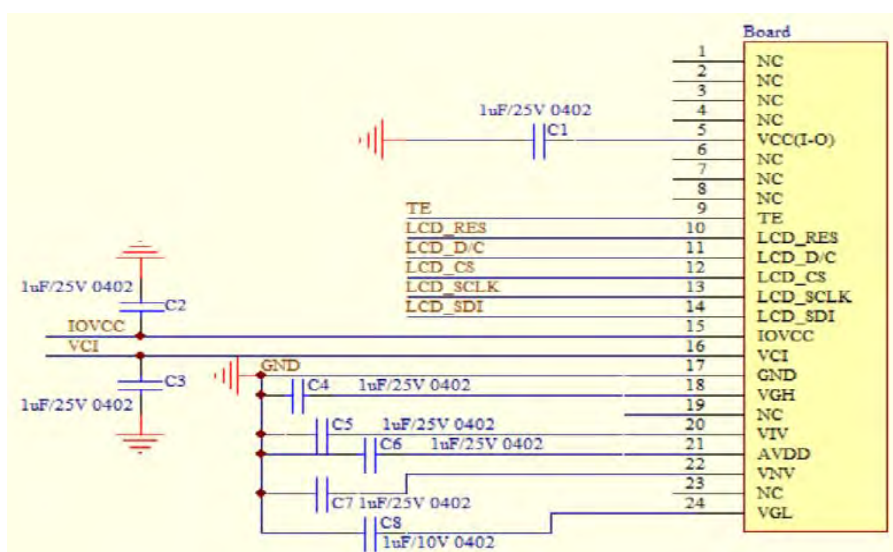 Board
1 NC
2 NC
3 NC
4 NC
1uF/25V 0402
C1
5 VCC(I-O)
6 NC
7 NC
8 NC
TE 9 TE
LCD_RES 10 LCD_RES
LCD_D/C 11 LCD_D/C
LCD_CS 12 LCD_CS
LCD_SCLK 13 LCD_SCLK
LCD_SDI 14 LCD_SDI
1uF/25V 0402
C2
IOVCC 15 IOVCC
VCI 16 VCI
GND 17 GND
C3
1uF/25V 0402
C4 1uF/25V 0402 18 VGH
19 NC
C5 1uF/25V 0402 20 VIV
C6 1uF/25V 0402 21 AVDD
22 VNV
C7 1uF/25V 0402 23 NC
24 VGL
C8
1uF/10V 0402